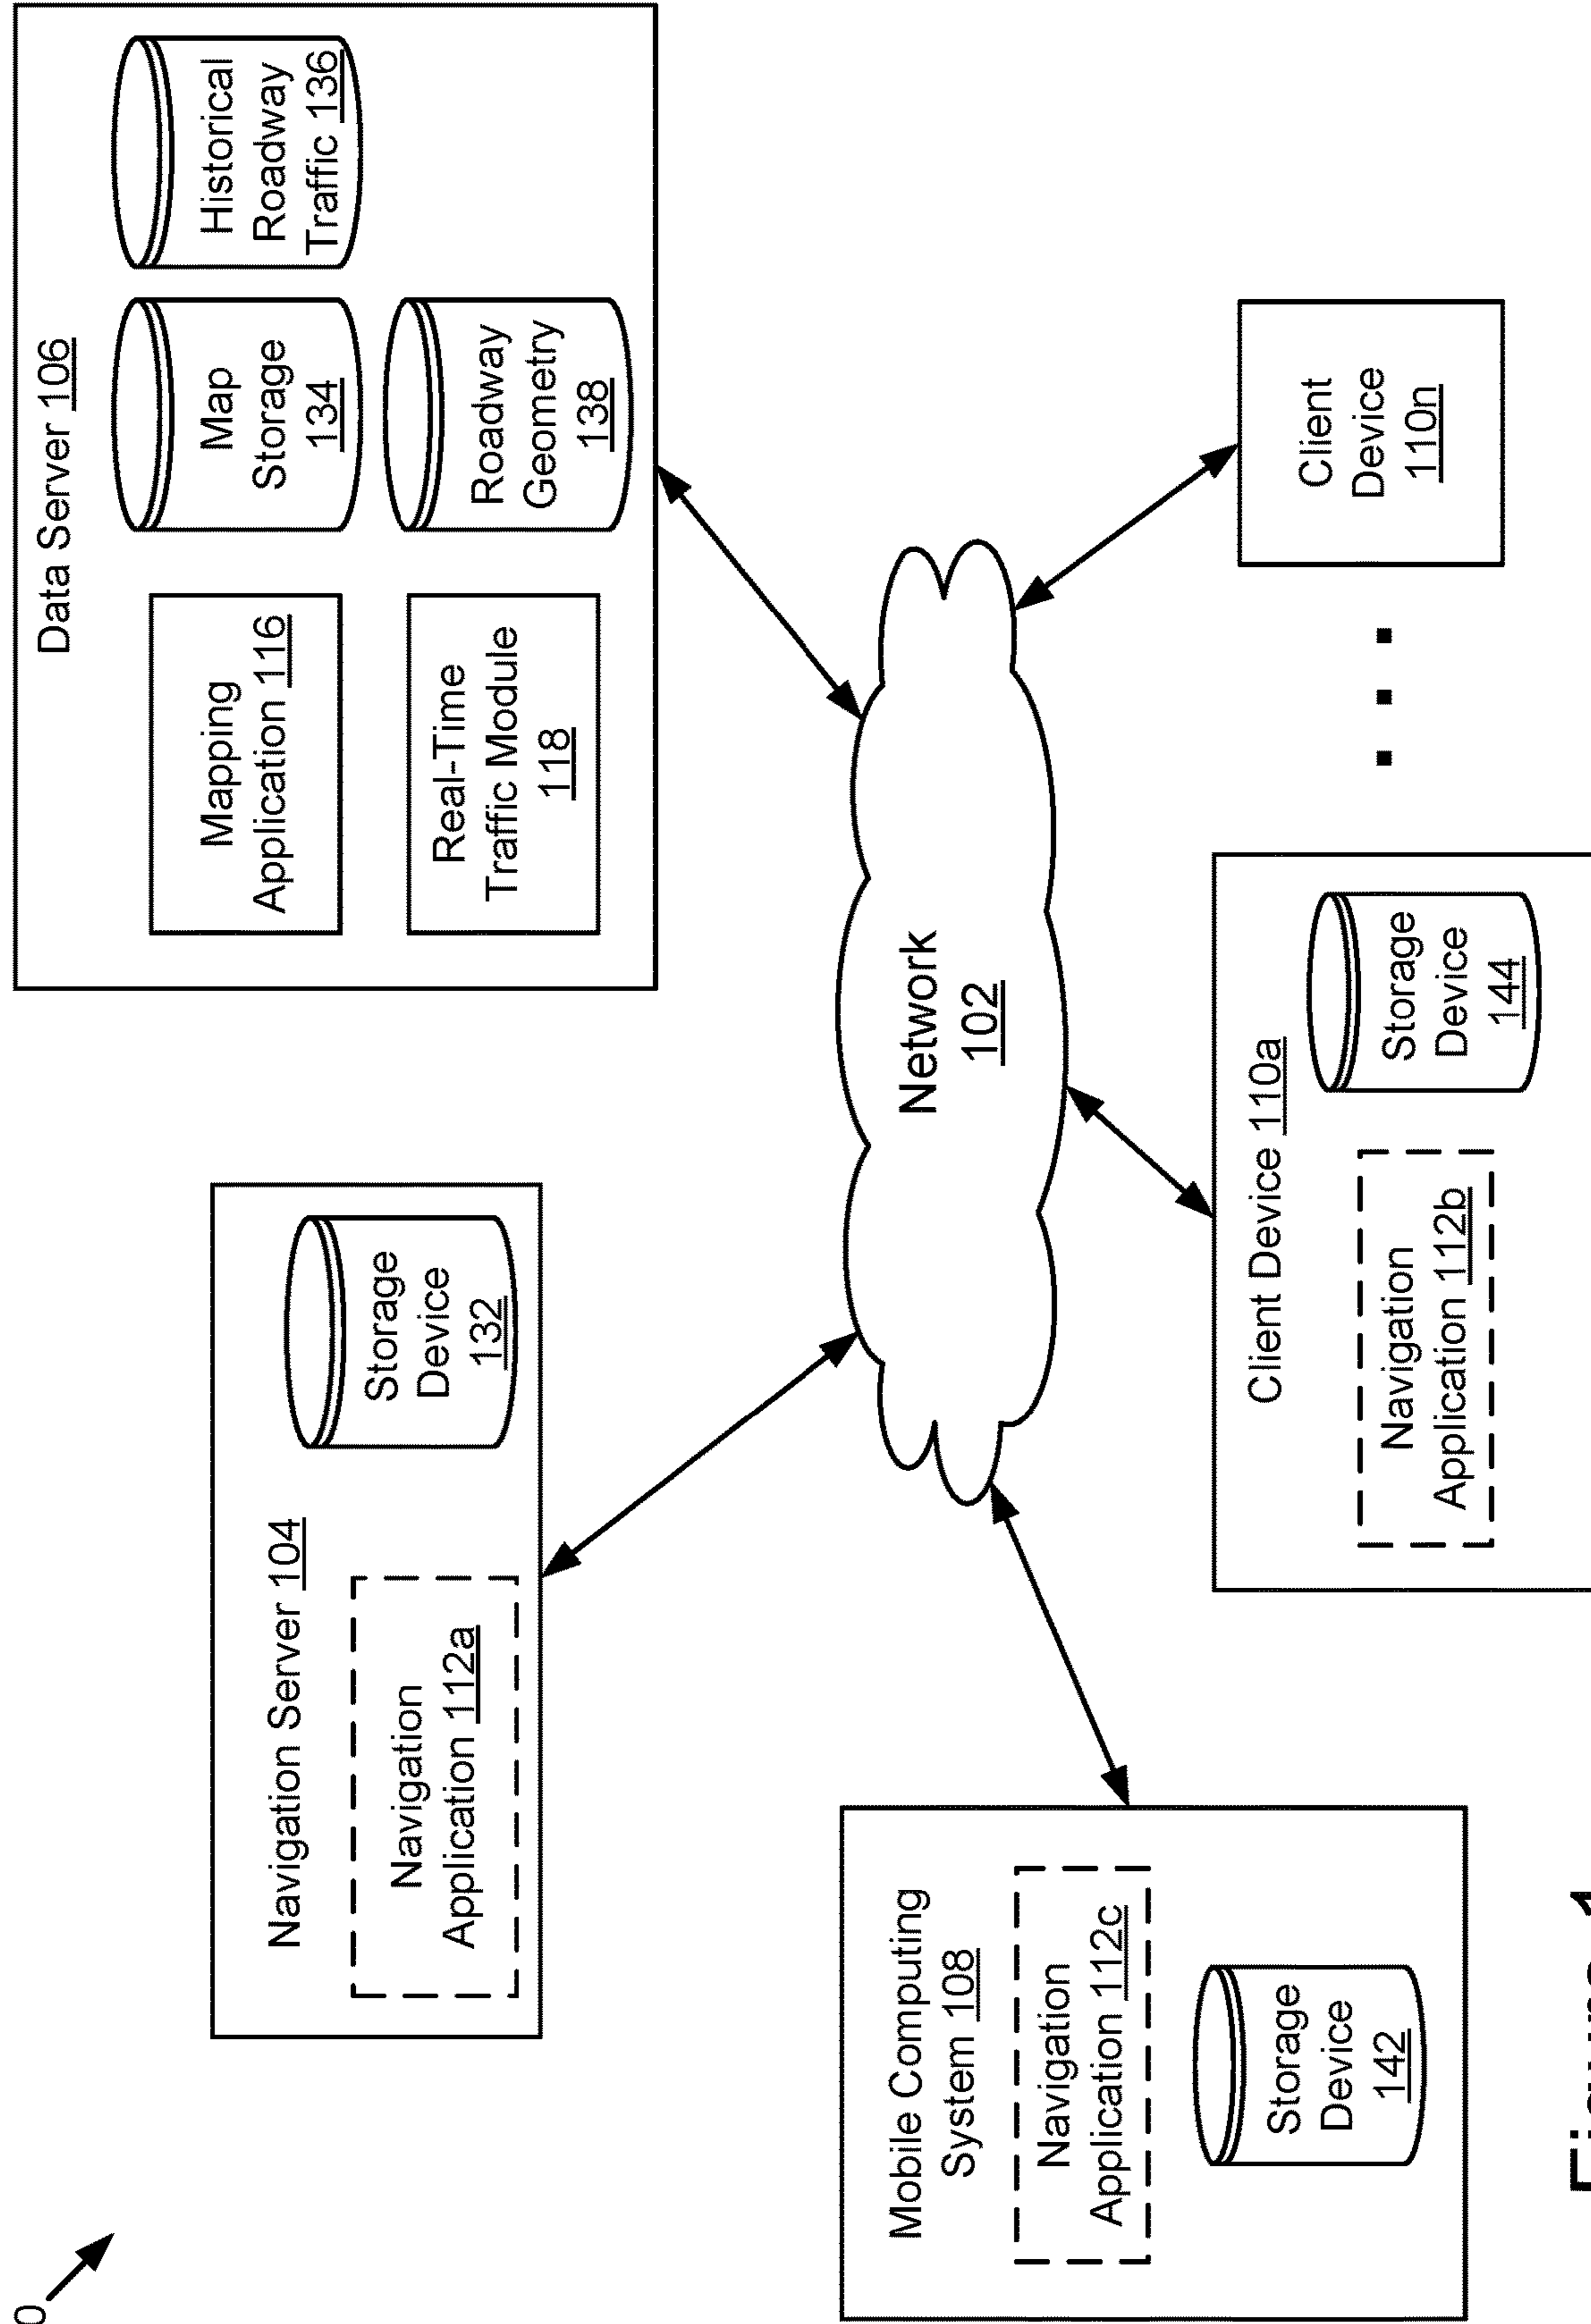 Navigation Server 104
Navigation
Application 112a
Storage
Device
132
Data Server 106
Mapping
Application 116
Map
Storage
134
Historical
Roadway
Traffic 136
Real-Time
Traffic Module
118
Roadway
Geometry
138
Network
102
Mobile Computing
System 108
Navigation
Application 112c
Storage
Device
142
Client Device 110a
Navigation
Application 112b
Storage
Device
144
Client
Device
110n
Figure 1